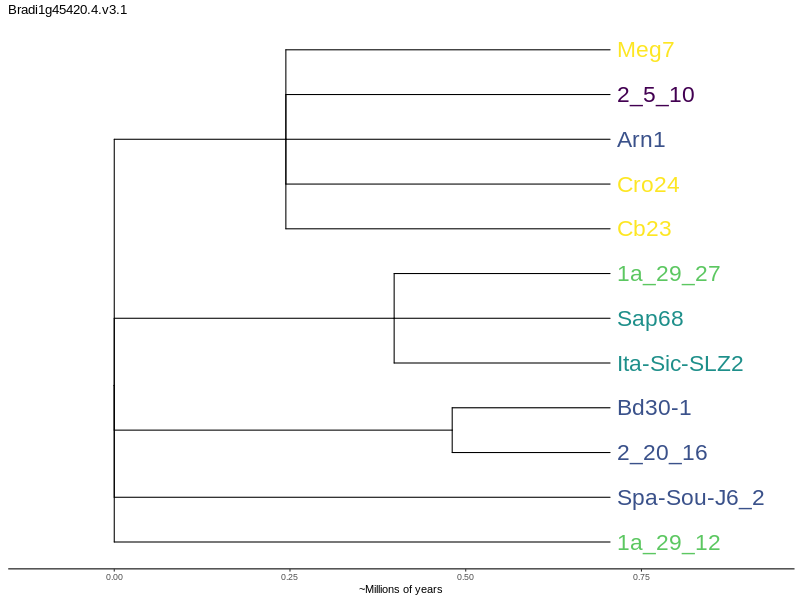 Bradi1g45420.4.v3.1
Meg7
2_5_10
Arn1
Cro24
Cb23
1a_29_27
Sap68
Ita-Sic-SLZ2
Bd30-1
2_20_16
Spa-Sou-J6_2
1a_29_12
0.00 0.25 0.50 0.75
~Millions of years